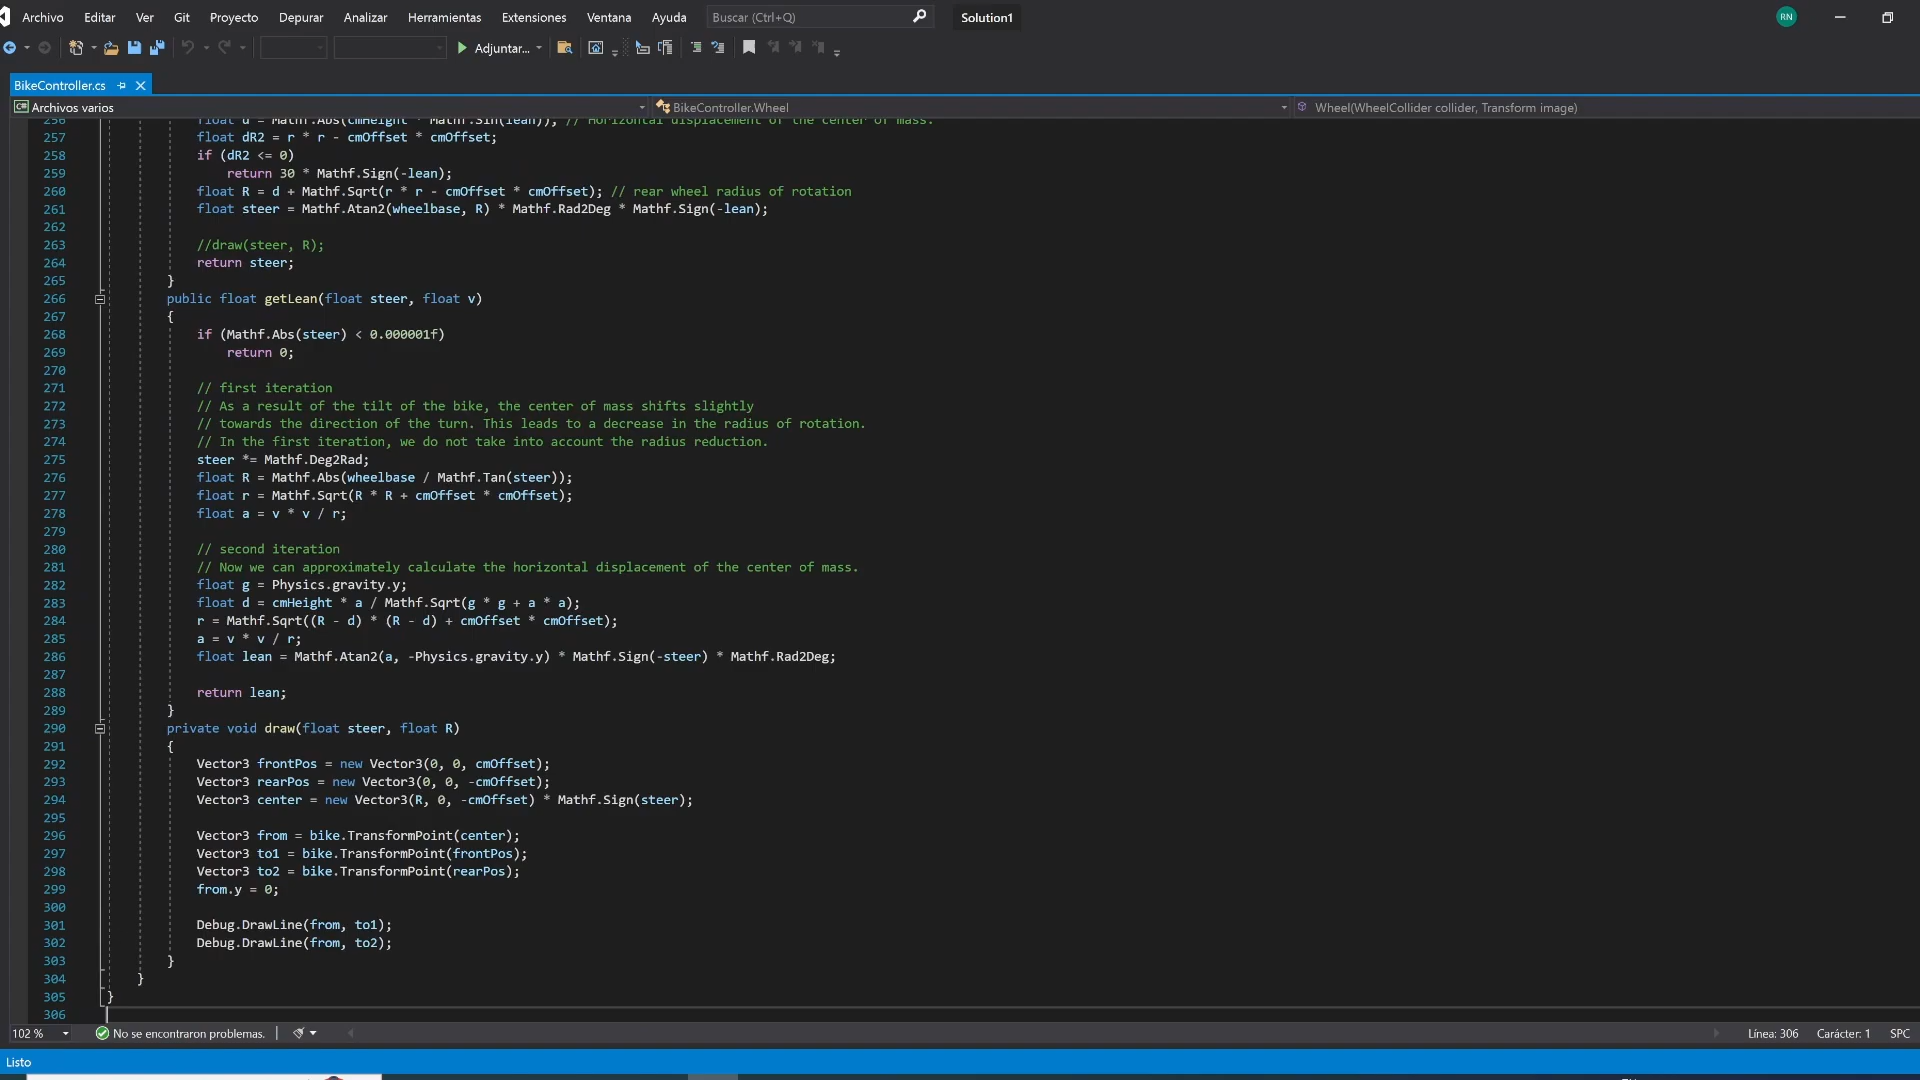 Archivo Editar Ver Git Proyecto Depurar Analizar Herramientas Extensiones Ventana Ayuda Buscar (Ctrl+Q) Solution1 RN
Adjuntar...
BikeController.cs
Archivos varios BikeController.Wheel Wheel(WheelCollider collider, Transform image)
256 float d = Mathf.Abs(cmHeight * Mathf.Sin(lean)); // Horizontal displacement of the center of mass.
257 float dR2 = r * r - cmOffset * cmOffset;
258 if (dR2 <= 0)
259 return 30 * Mathf.Sign(-lean);
260 float R = d + Mathf.Sqrt(r * r - cmOffset * cmOffset); // rear wheel radius of rotation
261 float steer = Mathf.Atan2(wheelbase, R) * Mathf.Rad2Deg * Mathf.Sign(-lean);
262
263 //draw(steer, R);
264 return steer;
265 }
266 public float getLean(float steer, float v)
267 {
268 if (Mathf.Abs(steer) < 0.000001f)
269 return 0;
270
271 // first iteration
272 // As a result of the tilt of the bike, the center of mass shifts slightly
273 // towards the direction of the turn. This leads to a decrease in the radius of rotation.
274 // In the first iteration, we do not take into account the radius reduction.
275 steer *= Mathf.Deg2Rad;
276 float R = Mathf.Abs(wheelbase / Mathf.Tan(steer));
277 float r = Mathf.Sqrt(R * R + cmOffset * cmOffset);
278 float a = v * v / r;
279
280 // second iteration
281 // Now we can approximately calculate the horizontal displacement of the center of mass.
282 float g = Physics.gravity.y;
283 float d = cmHeight * a / Mathf.Sqrt(g * g + a * a);
284 r = Mathf.Sqrt((R - d) * (R - d) + cmOffset * cmOffset);
285 a = v * v / r;
286 float lean = Mathf.Atan2(a, -Physics.gravity.y) * Mathf.Sign(-steer) * Mathf.Rad2Deg;
287
288 return lean;
289 }
290 private void draw(float steer, float R)
291 {
292 Vector3 frontPos = new Vector3(0, 0, cmOffset);
293 Vector3 rearPos = new Vector3(0, 0, -cmOffset);
294 Vector3 center = new Vector3(R, 0, -cmOffset) * Mathf.Sign(steer);
295
296 Vector3 from = bike.TransformPoint(center);
297 Vector3 to1 = bike.TransformPoint(frontPos);
298 Vector3 to2 = bike.TransformPoint(rearPos);
299 from.y = 0;
300
301 Debug.DrawLine(from, to1);
302 Debug.DrawLine(from, to2);
303 }
304 }
305 }
306
102 % No se encontraron problemas. Línea: 306 Carácter: 1 SPC
Listo